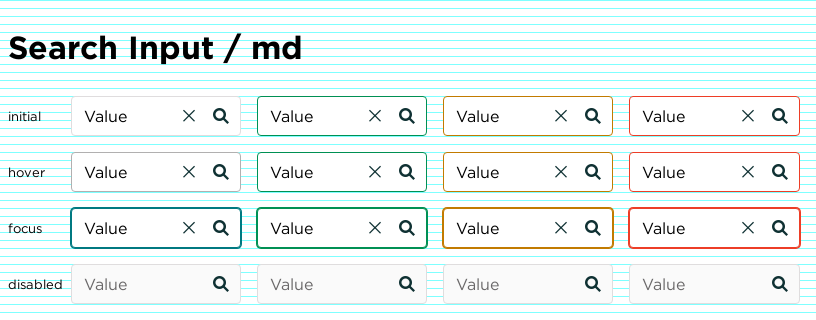 Search Input / md
initial Value Value Value Value
hover Value Value Value Value
focus Value Value Value Value
disabled Value Value Value Value